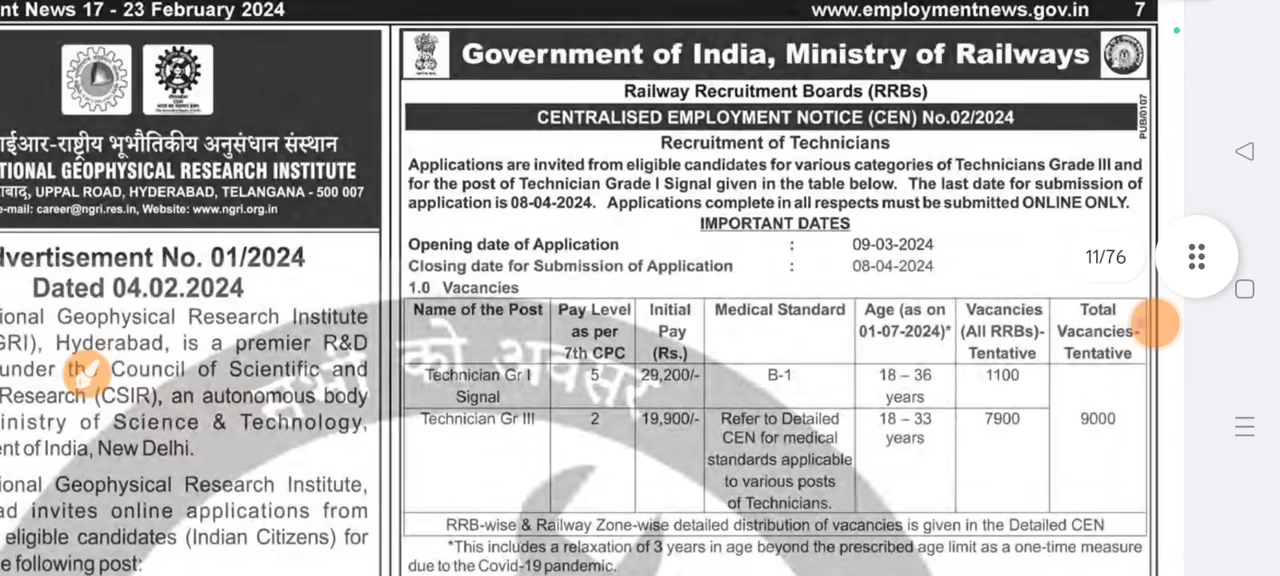 nt News 17 - 23 February 2024
www.employmentnews.gov.in 7
ईआर-राष्ट्रीय भूभौतिकीय अनुसंधान संस्थान
TIONAL GEOPHYSICAL RESEARCH INSTITUTE
UPPAL ROAD, HYDERABAD, TELANGANA - 500 007
e-mail: career@ngri.res.in, Website: www.ngri.org.in
dvertisement No. 01/2024
Dated 04.02.2024
ional Geophysical Research Institute
GRI), Hyderabad, is a premier R&D
under Council of Scientific and
Research (CSIR), an autonomous body
inistry of Science & Technology,
ent of India, New Delhi.
ional Geophysical Research Institute,
ad invites online applications from
eligible candidates (Indian Citizens) for
e following post:
Government of India, Ministry of Railways
Railway Recruitment Boards (RRBs)
PUB/0107
CENTRALISED EMPLOYMENT NOTICE (CEN) No.02/2024
Recruitment of Technicians
Applications are invited from eligible candidates for various categories of Technicians Grade III and
for the post of Technician Grade I Signal given in the table below. The last date for submission of
application is 08-04-2024. Applications complete in all respects must be submitted ONLINE ONLY.
IMPORTANT DATES
Opening date of Application : 09-03-2024
Closing date for Submission of Application : 08-04-2024
1.0 Vacancies
Name of the Post Pay Level as per 7th CPC Initial Pay (Rs.) Medical Standard Age (as on 01-07-2024)* Vacancies (All RRBs)- Tentative Total Vacancies- Tentative
Technician Gr I Signal 5 29,200/- B-1 18 – 36 years 1100
Technician Gr III 2 19,900/- Refer to Detailed CEN for medical standards applicable to various posts of Technicians. 18 – 33 years 7900 9000
RRB-wise & Railway Zone-wise detailed distribution of vacancies is given in the Detailed CEN
*This includes a relaxation of 3 years in age beyond the prescribed age limit as a one-time measure
due to the Covid-19 pandemic.
11/76
को अवसर